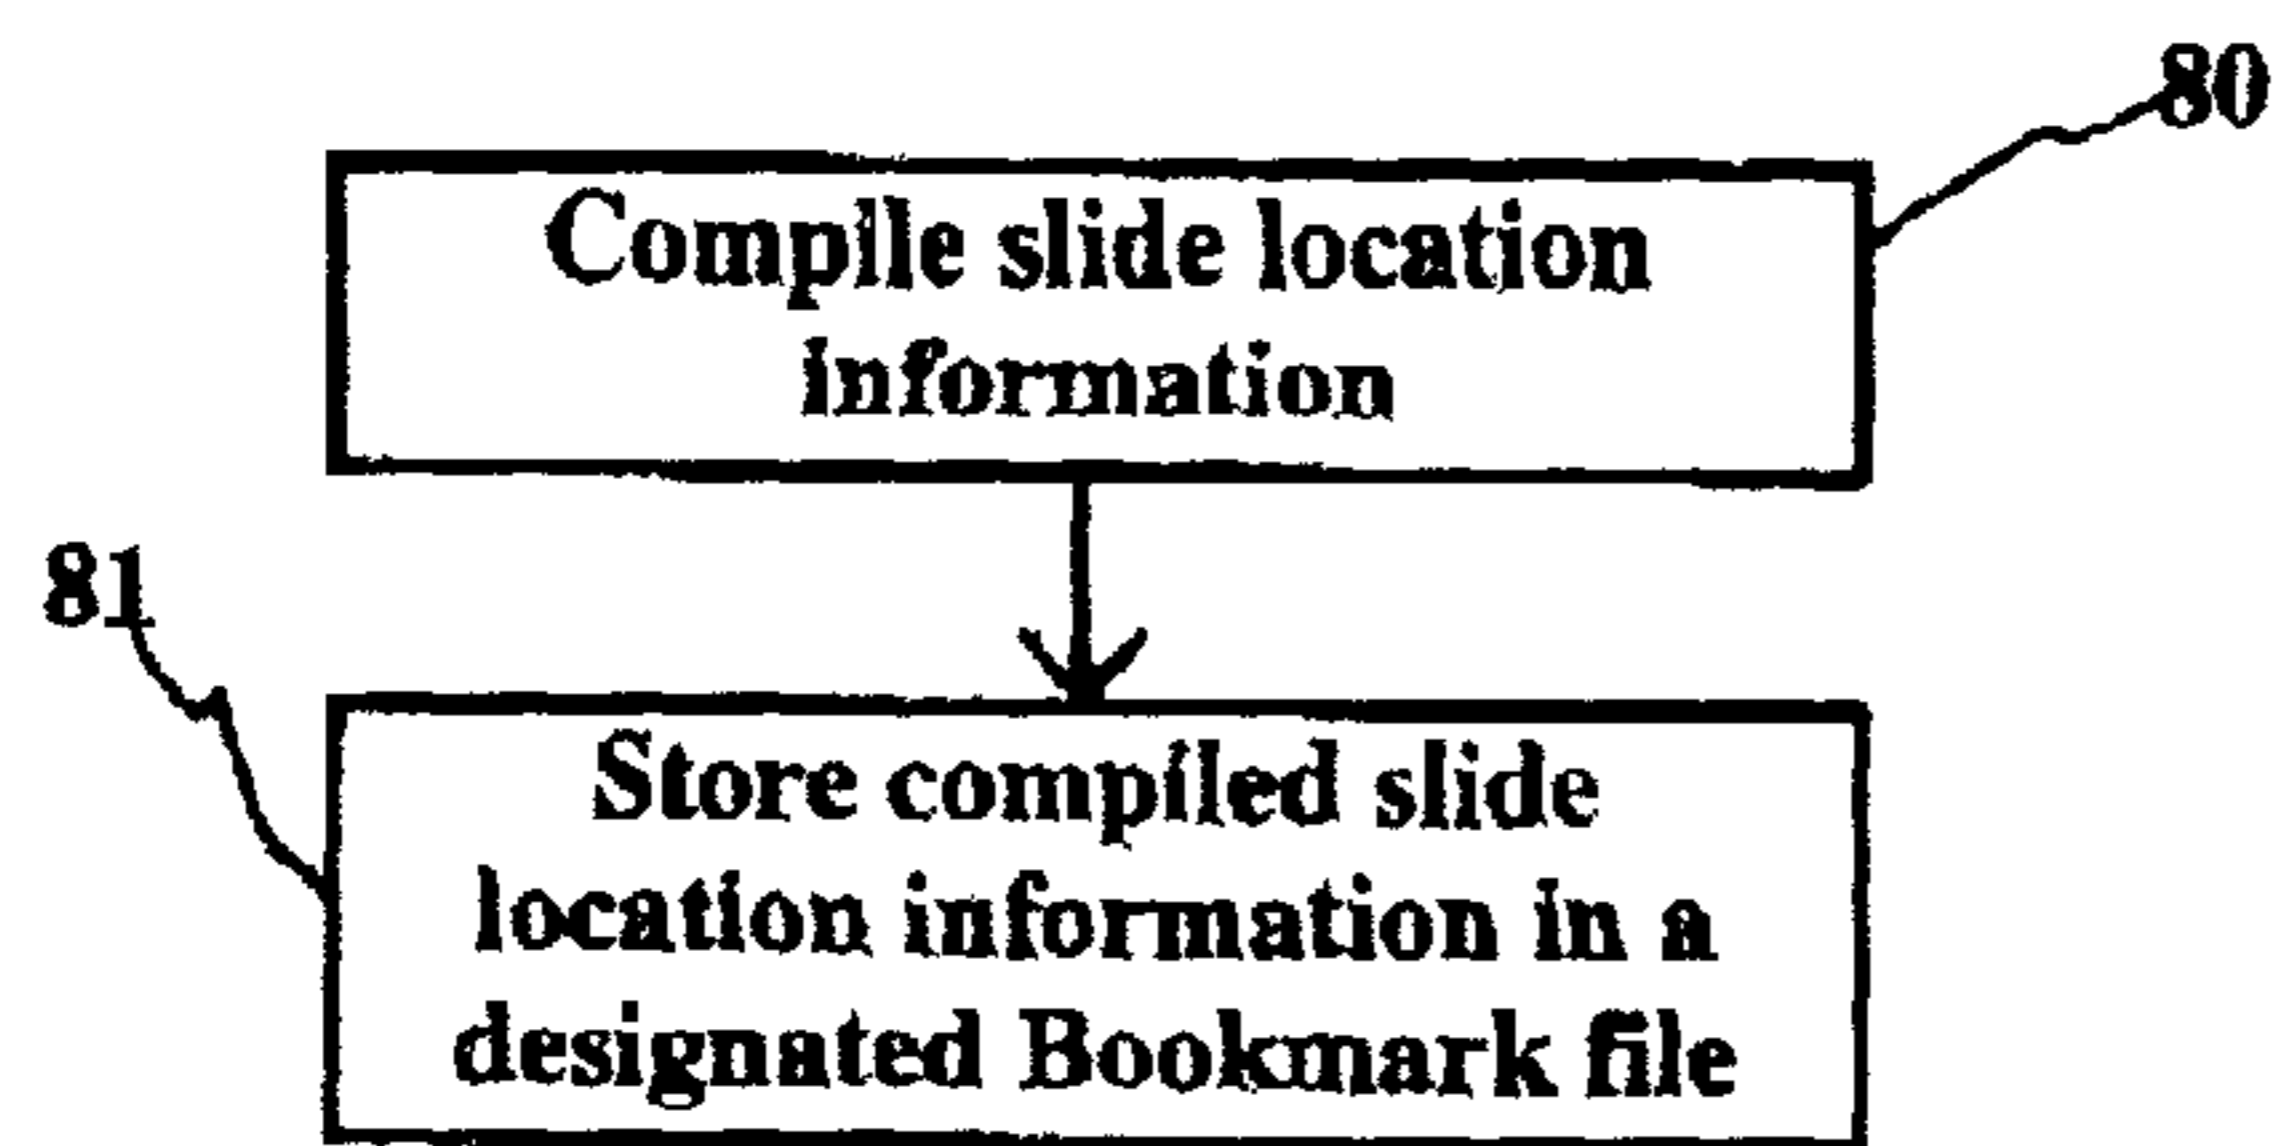 80
Compile slide location
information
81
Store compiled slide
location information in a
designated Bookmark file